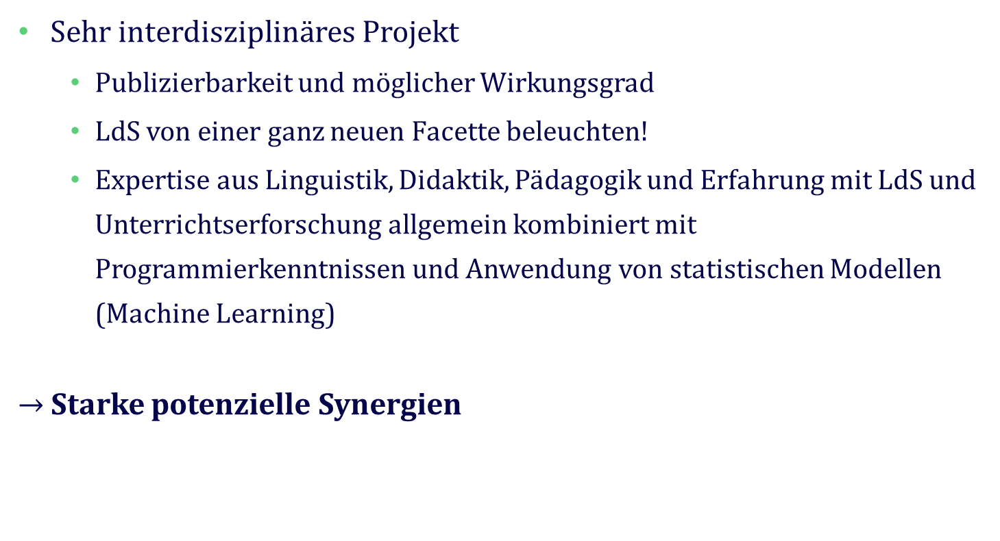 • Sehr interdisziplinäres Projekt
• Publizierbarkeit und möglicher Wirkungsgrad
• LdS von einer ganz neuen Facette beleuchten!
• Expertise aus Linguistik, Didaktik, Pädagogik und Erfahrung mit LdS und
Unterrichtserforschung allgemein kombiniert mit
Programmierkenntnissen und Anwendung von statistischen Modellen
(Machine Learning)
→ Starke potenzielle Synergien